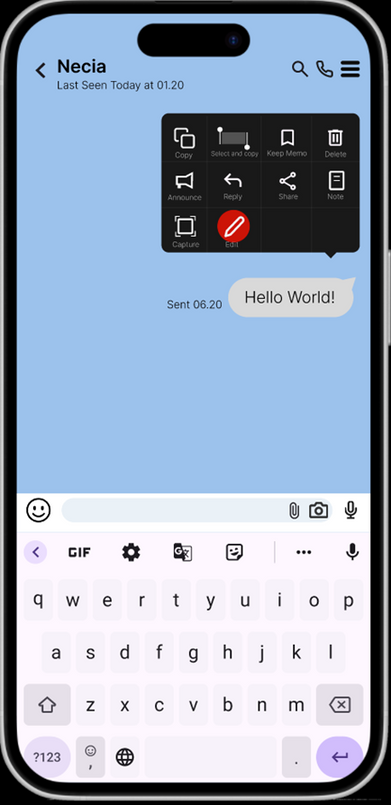 Necia
Last Seen Today at 01.20
Copy Select and copy Keep Memo Delete
Announce Reply Share Note
Capture Edit
Sent 06.20 Hello World!
GIF
q w e r t y u i o p
a s d f g h j k l
z x c v b n m
?123 , .